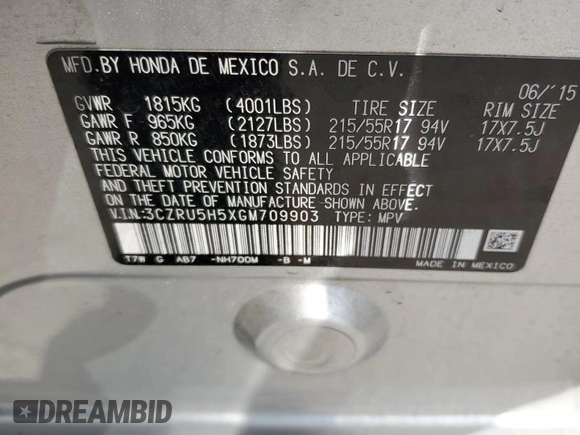 MFD.BY HONDA DE MEXICO S.A. DE C.V.
06/'15
GVWR 1815KG (4001LBS) TIRE SIZE RIM SIZE
GAWR F 965KG (2127LBS) 215/55R17 94V 17X7.5J
GAWR R 850KG (1873LBS) 215/55R17 94V 17X7.5J
THIS VEHICLE CONFORMS TO ALL APPLICABLE
FEDERAL MOTOR VEHICLE SAFETY
AND THEFT PREVENTION STANDARDS IN EFFECT
ON THE DATE OF MANUFACTURE SHOWN ABOVE.
V.I.N.:3CZRU5H5XGM709903 TYPE: MPV
T7W G AB7 -NH700M -B -M
MADE IN MEXICO
DREAMBID